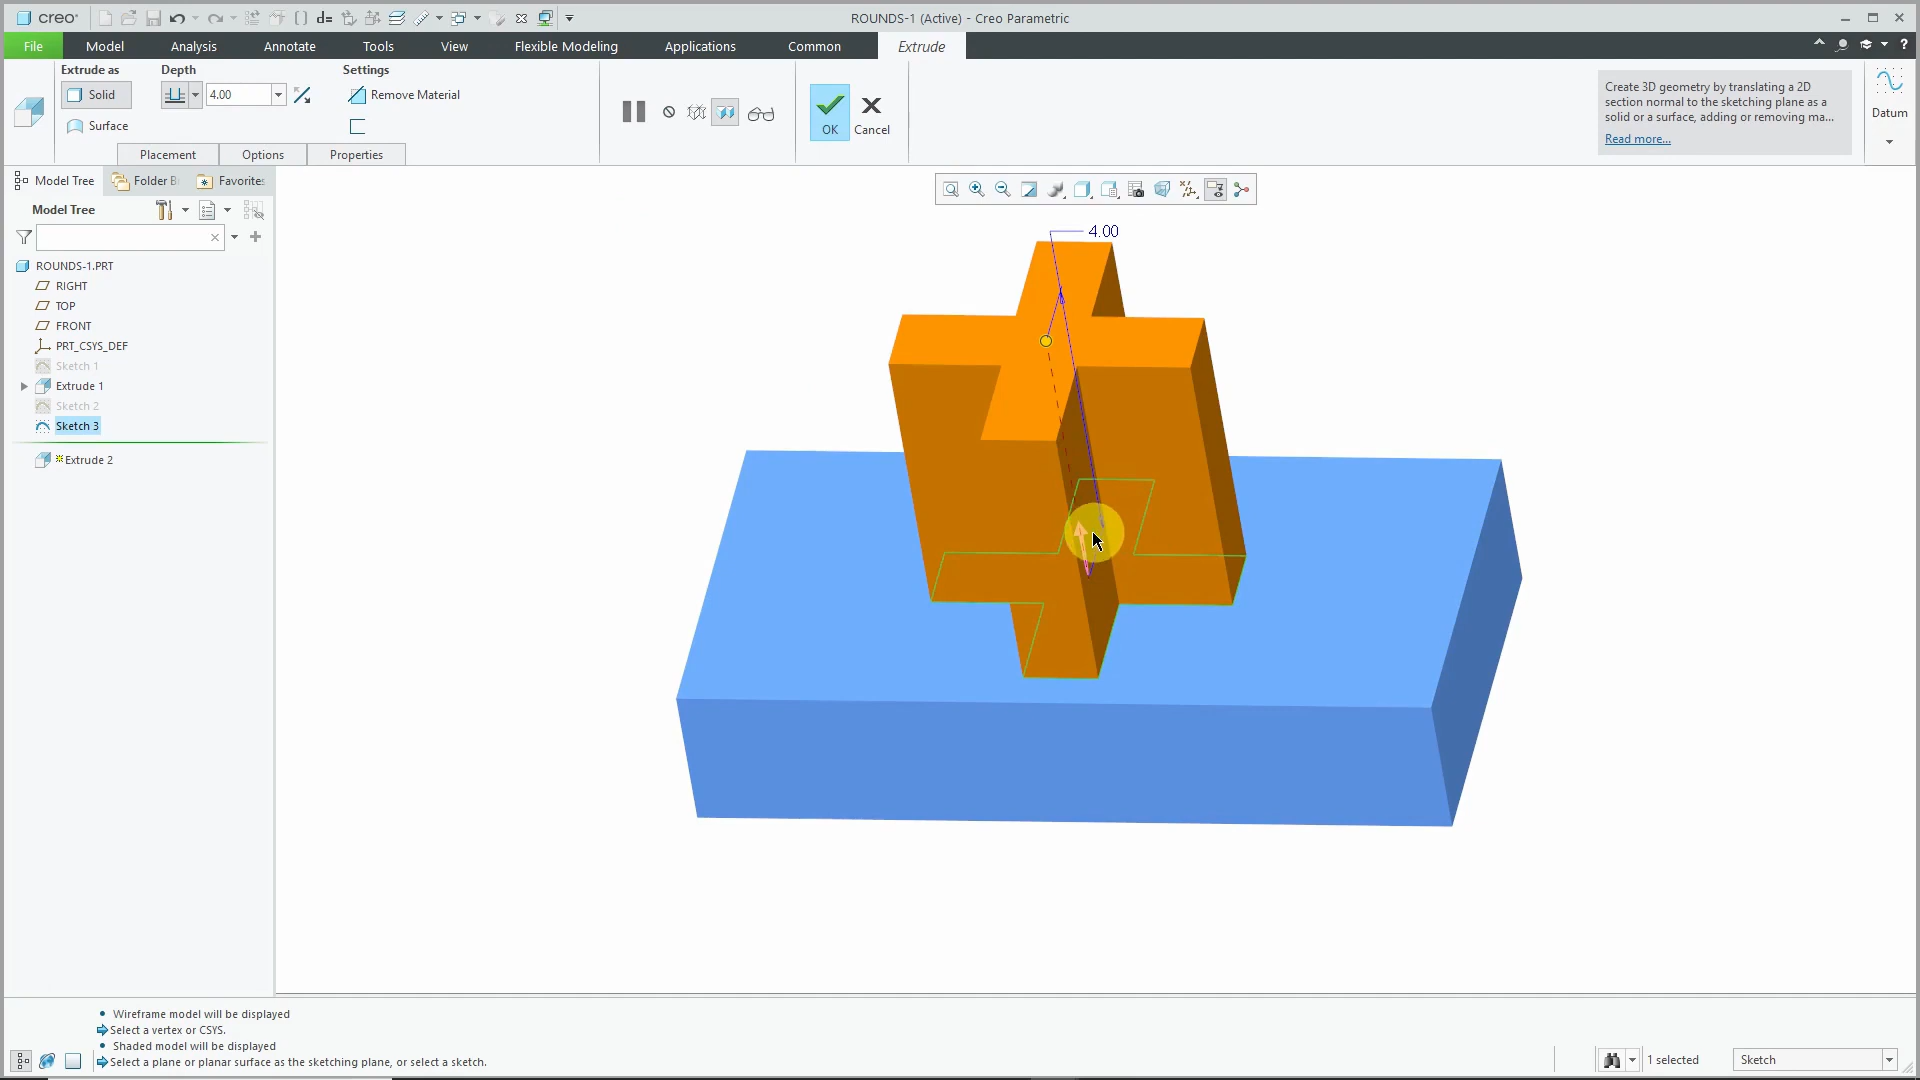 creo®
ROUNDS-1 (Active) - Creo Parametric
File
Model
Analysis
Annotate
Tools
View
Flexible Modeling
Applications
Common
Extrude
Extrude as
Depth
Settings
Solid
4.00
Remove Material
Surface
OK
Cancel
Placement
Options
Properties
Create 3D geometry by translating a 2D
section normal to the sketching plane as a
solid or a surface, adding or removing ma...
Read more...
Datum
Model Tree
Folder B
Favorites
Model Tree
ROUNDS-1.PRT
RIGHT
TOP
FRONT
PRT_CSYS_DEF
Sketch 1
Extrude 1
Sketch 2
Sketch 3
Extrude 2
4.00
Wireframe model will be displayed
Select a vertex or CSYS.
Shaded model will be displayed
Select a plane or planar surface as the sketching plane, or select a sketch.
1 selected
Sketch